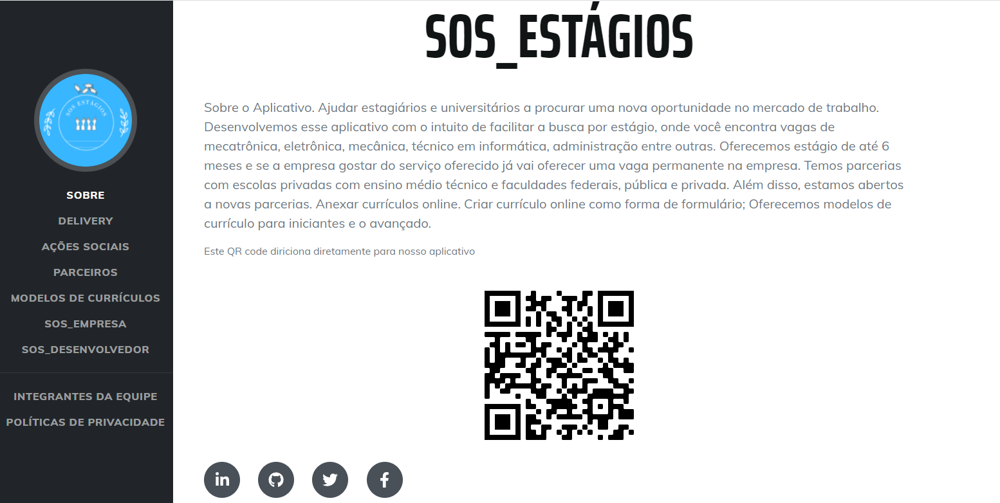 SOS_ESTÁGIOS
SOS ESTÁGIOS
SOBRE
DELIVERY
AÇÕES SOCIAIS
PARCEIROS
MODELOS DE CURRÍCULOS
SOS_EMPRESA
SOS_DESENVOLVEDOR
INTEGRANTES DA EQUIPE
POLÍTICAS DE PRIVACIDADE
Sobre o Aplicativo. Ajudar estagiários e universitários a procurar uma nova oportunidade no mercado de trabalho.
Desenvolvemos esse aplicativo com o intuito de facilitar a busca por estágio, onde você encontra vagas de
mecatrônica, eletrônica, mecânica, técnico em informática, administração entre outras. Oferecemos estágio de até 6
meses e se a empresa gostar do serviço oferecido já vai oferecer uma vaga permanente na empresa. Temos parcerias
com escolas privadas com ensino médio técnico e faculdades federais, pública e privada. Além disso, estamos abertos
a novas parcerias. Anexar currículos online. Criar currículo online como forma de formulário; Oferecemos modelos de
currículo para iniciantes e o avançado.
Este QR code diriciona diretamente para nosso aplicativo